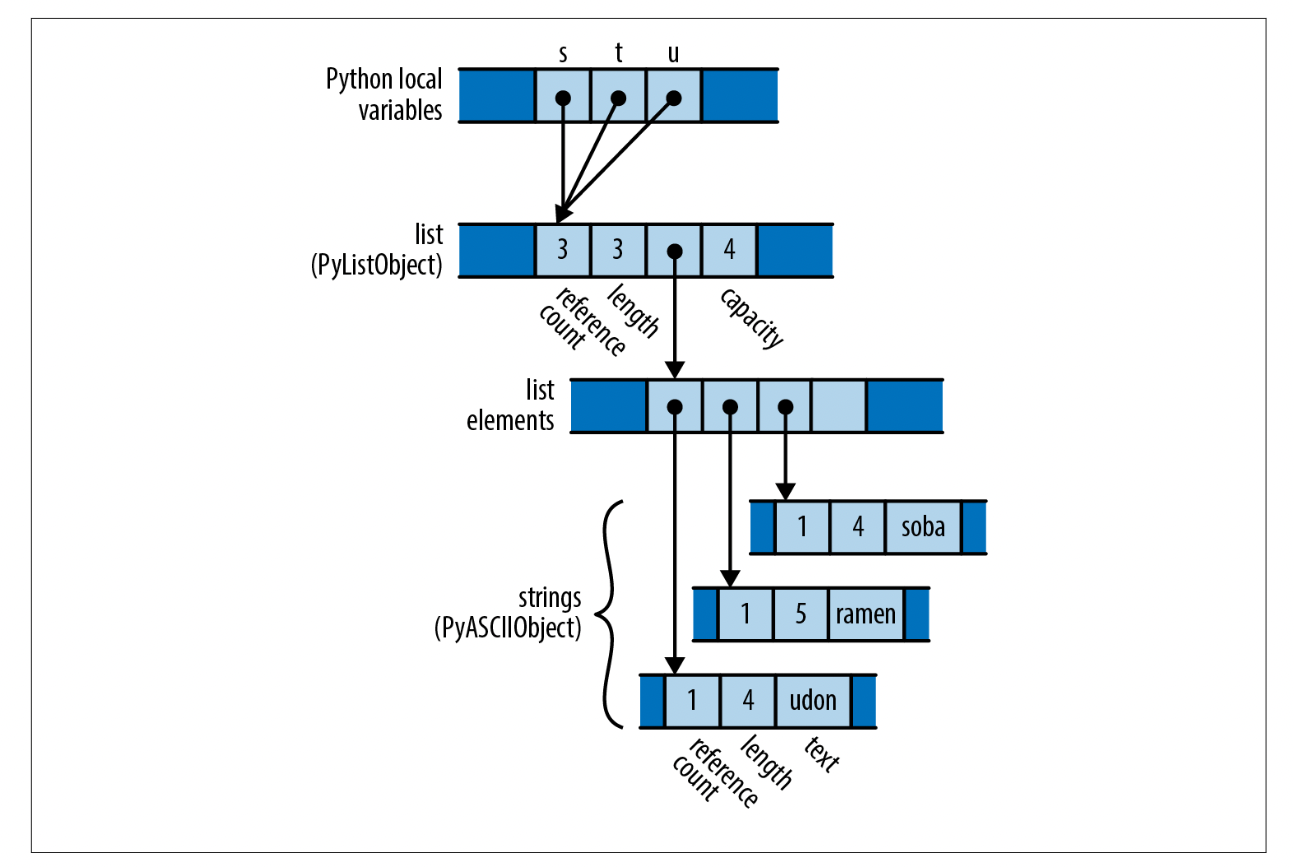 s t u
Python local
variables
list
(PyListObject)
3 3 4
reference
count
length
capacity
list
elements
1 4 soba
strings
(PyASCIIObject)
1 5 ramen
1 4 udon
reference
count
length
text